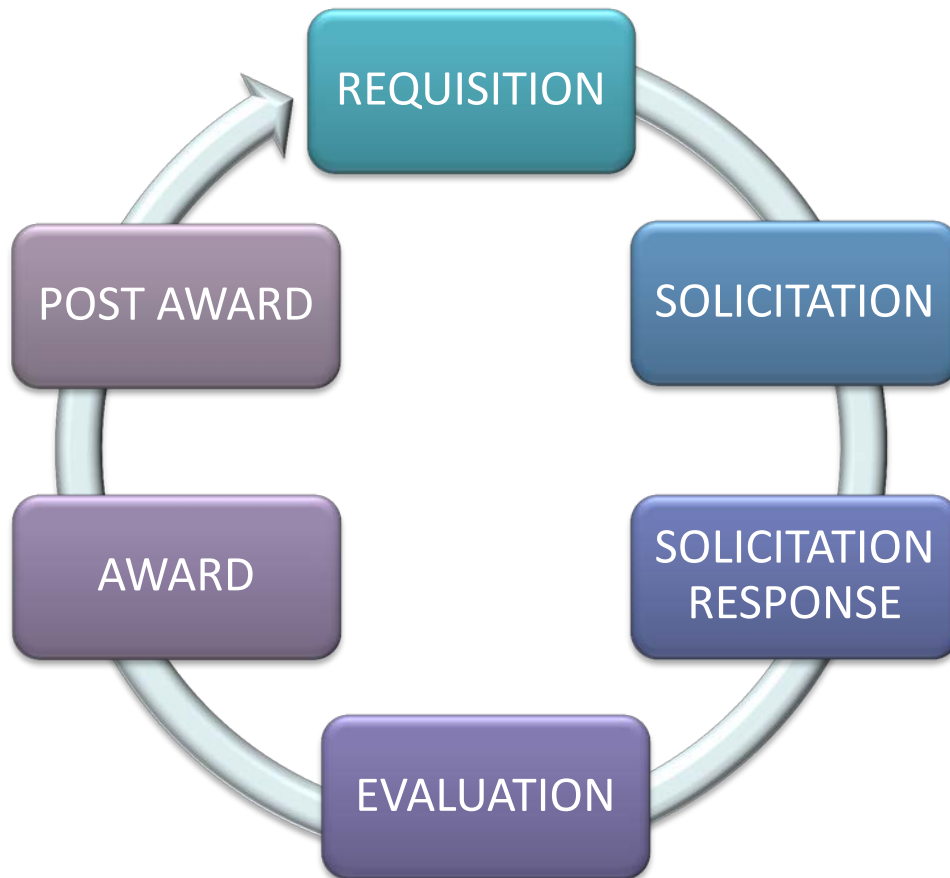 REQUISITION
SOLICITATION
SOLICITATION
RESPONSE
EVALUATION
AWARD
POST AWARD